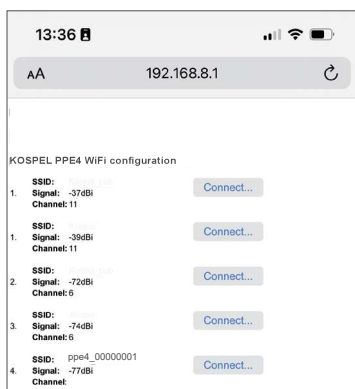 13:36
AA 192.168.8.1
KOSPEL PPE4 WiFi configuration
SSID:
1. Signal: -37dBi Connect...
Channel: 11
SSID:
1. Signal: -39dBi Connect...
Channel: 11
SSID:
2. Signal: -72dBi Connect...
Channel: 6
SSID:
3. Signal: -74dBi Connect...
Channel: 6
SSID: ppe4_00000001
4. Signal: -77dBi Connect...
Channel: